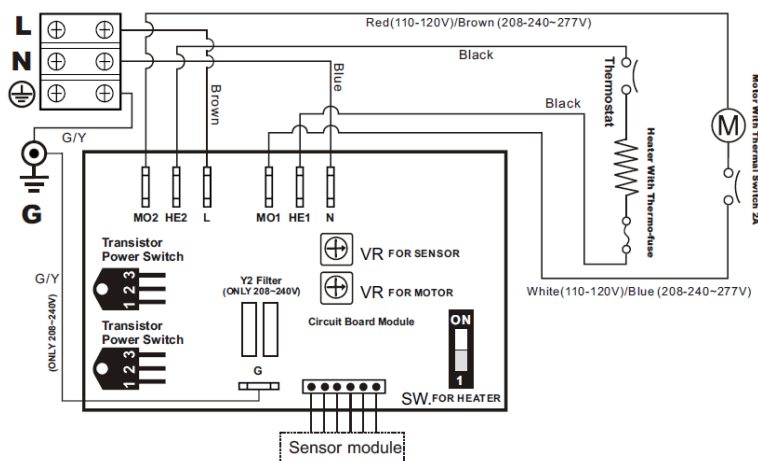 L
N
Red(110-120V)/Brown (208-240~277V)
Black
Black
Blue
Brown
Thermostat
Heater With Thermo-fuse
M
Motor With Thermal Switch 2A
G/Y
G
G/Y
(ONLY 208~240V)
MO2 HE2 L MO1 HE1 N
Transistor
Power Switch
1 2 3
Transistor
Power Switch
1 2 3
Y2 Filter
(ONLY 208~240V)
VR FOR SENSOR
VR FOR MOTOR
White(110-120V)/Blue (208-240~277V)
Circuit Board Module
ON
1
G
SW. FOR HEATER
Sensor module